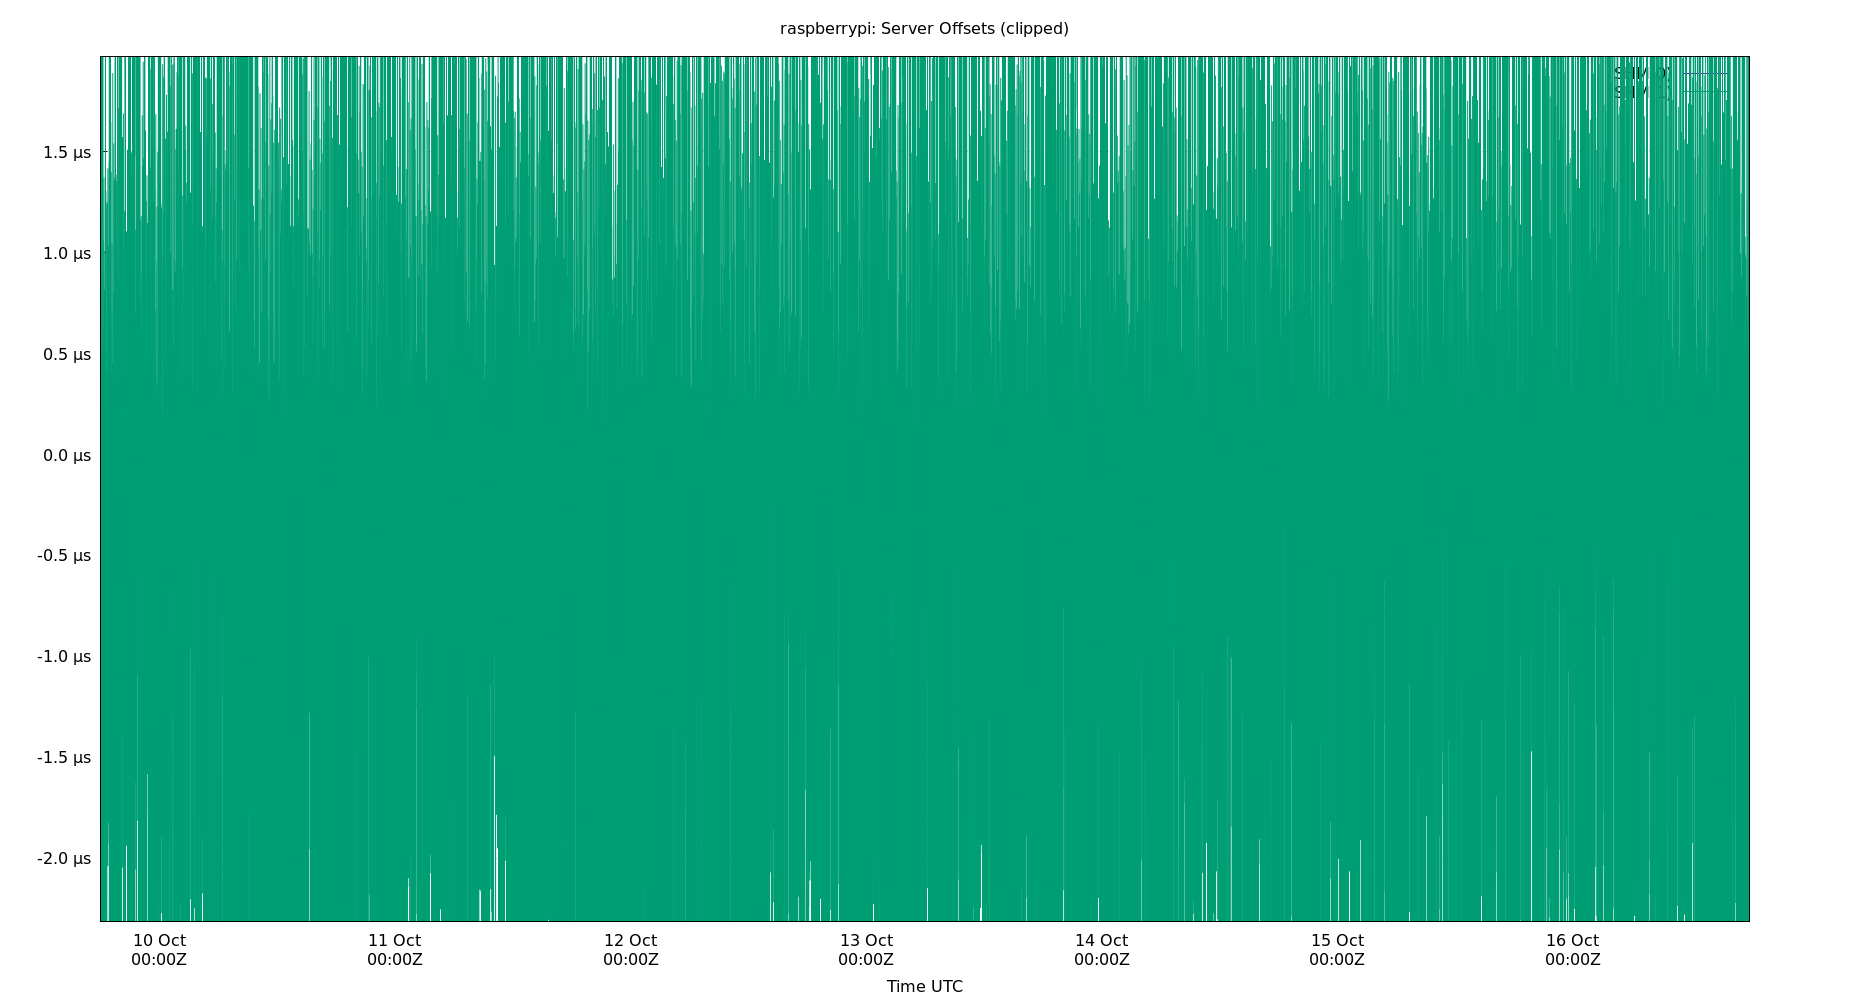 raspberrypi: Server Offsets (clipped)
1.5 µs
1.0 µs
0.5 µs
0.0 µs
-0.5 µs
-1.0 µs
-1.5 µs
-2.0 µs
10 Oct
00:00Z
11 Oct
00:00Z
12 Oct
00:00Z
13 Oct
00:00Z
14 Oct
00:00Z
15 Oct
00:00Z
16 Oct
00:00Z
Time UTC